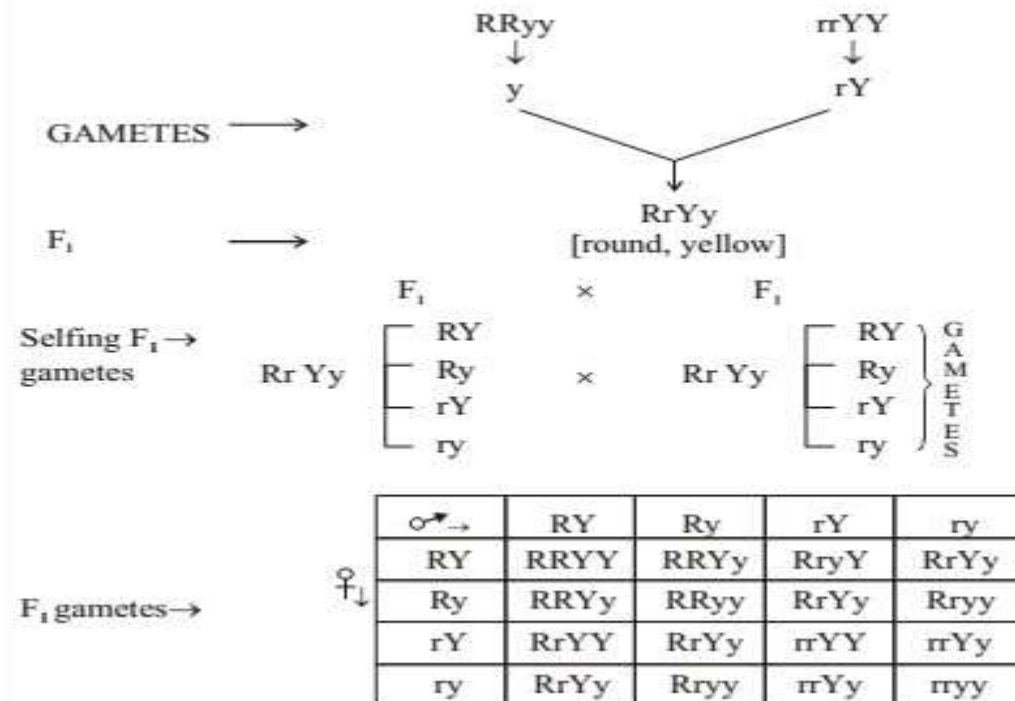 RRyy rrYY
↓ ↓
y rY
GAMETES →
RrYy
F₁ →
[round, yellow]
F₁ × F₁
Selfing F₁ →
gametes
Rr Yy
RY
Ry
rY
ry
×
Rr Yy
RY
Ry
rY
ry
GAMETES
♂→ RY Ry rY ry
♀↓
RY RRYY RRYy RryY RrYy
F₁ gametes→
Ry RRYy RRyy RrYy Rryy
rY RrYY RrYy rrYY rrYy
ry RrYy Rryy rrYy rryy